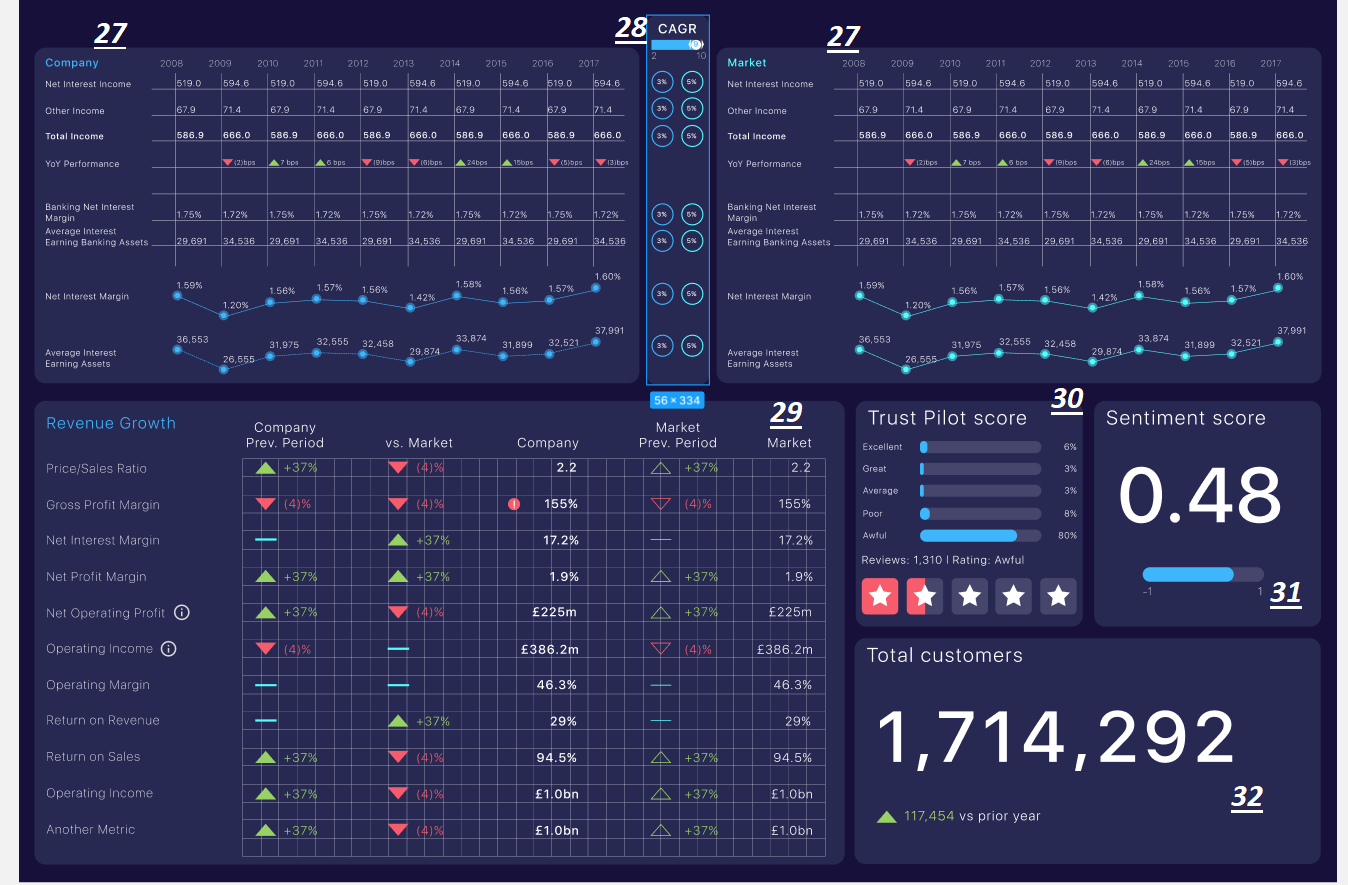 27
28
CAGR
27
2 10
Company 2008 2009 2010 2011 2012 2013 2014 2015 2016 2017
Net Interest Income 519.0 594.6 519.0 594.6 519.0 594.6 519.0 594.6 519.0 594.6
Other Income 67.9 71.4 67.9 71.4 67.9 71.4 67.9 71.4 67.9 71.4
Total Income 586.9 666.0 586.9 666.0 586.9 666.0 586.9 666.0 586.9 666.0
YoY Performance (2)bps 7 bps 6 bps (9)bps (6)bps 24bps 15bps (5)bps (3)bps
Banking Net Interest
Margin 1.75% 1.72% 1.75% 1.72% 1.75% 1.72% 1.75% 1.72% 1.75% 1.72%
Average Interest
Earning Banking Assets 29,691 34,536 29,691 34,536 29,691 34,536 29,691 34,536 29,691 34,536
Net Interest Margin 1.59% 1.20% 1.56% 1.57% 1.56% 1.42% 1.58% 1.56% 1.57% 1.60%
36,553 26,555 31,975 32,555 32,458 29,874 33,874 31,899 32,521 37,991
Average Interest
Earning Assets
3% 5%
3% 5%
3% 5%
3% 5%
3% 5%
3% 5%
3% 5%
56 × 334
Market 2008 2009 2010 2011 2012 2013 2014 2015 2016 2017
Net Interest Income 519.0 594.6 519.0 594.6 519.0 594.6 519.0 594.6 519.0 594.6
Other Income 67.9 71.4 67.9 71.4 67.9 71.4 67.9 71.4 67.9 71.4
Total Income 586.9 666.0 586.9 666.0 586.9 666.0 586.9 666.0 586.9 666.0
YoY Performance (2)bps 7 bps 6 bps (9)bps (6)bps 24bps 15bps (5)bps (3)bps
Banking Net Interest
Margin 1.75% 1.72% 1.75% 1.72% 1.75% 1.72% 1.75% 1.72% 1.75% 1.72%
Average Interest
Earning Banking Assets 29,691 34,536 29,691 34,536 29,691 34,536 29,691 34,536 29,691 34,536
Net Interest Margin 1.59% 1.20% 1.56% 1.57% 1.56% 1.42% 1.58% 1.56% 1.57% 1.60%
36,553 26,555 31,975 32,555 32,458 29,874 33,874 31,899 32,521 37,991
Average Interest
Earning Assets
29
Revenue Growth
Company Market
Prev. Period vs. Market Company Prev. Period Market
Price/Sales Ratio +37% (4)% 2.2 +37% 2.2
Gross Profit Margin (4)% (4)% ! 155% (4)% 155%
Net Interest Margin +37% 17.2% 17.2%
Net Profit Margin +37% +37% 1.9% +37% 1.9%
Net Operating Profit i +37% (4)% £225m +37% £225m
Operating Income i (4)% £386.2m (4)% £386.2m
Operating Margin 46.3% 46.3%
Return on Revenue +37% 29% 29%
Return on Sales +37% (4)% 94.5% +37% 94.5%
Operating Income +37% (4)% £1.0bn +37% £1.0bn
Another Metric +37% (4)% £1.0bn +37% £1.0bn
30
Trust Pilot score
Excellent 6%
Great 3%
Average 3%
Poor 8%
Awful 80%
Reviews: 1,310 | Rating: Awful
Sentiment score
0.48
-1 1
31
Total customers
1,714,292
32
117,454 vs prior year